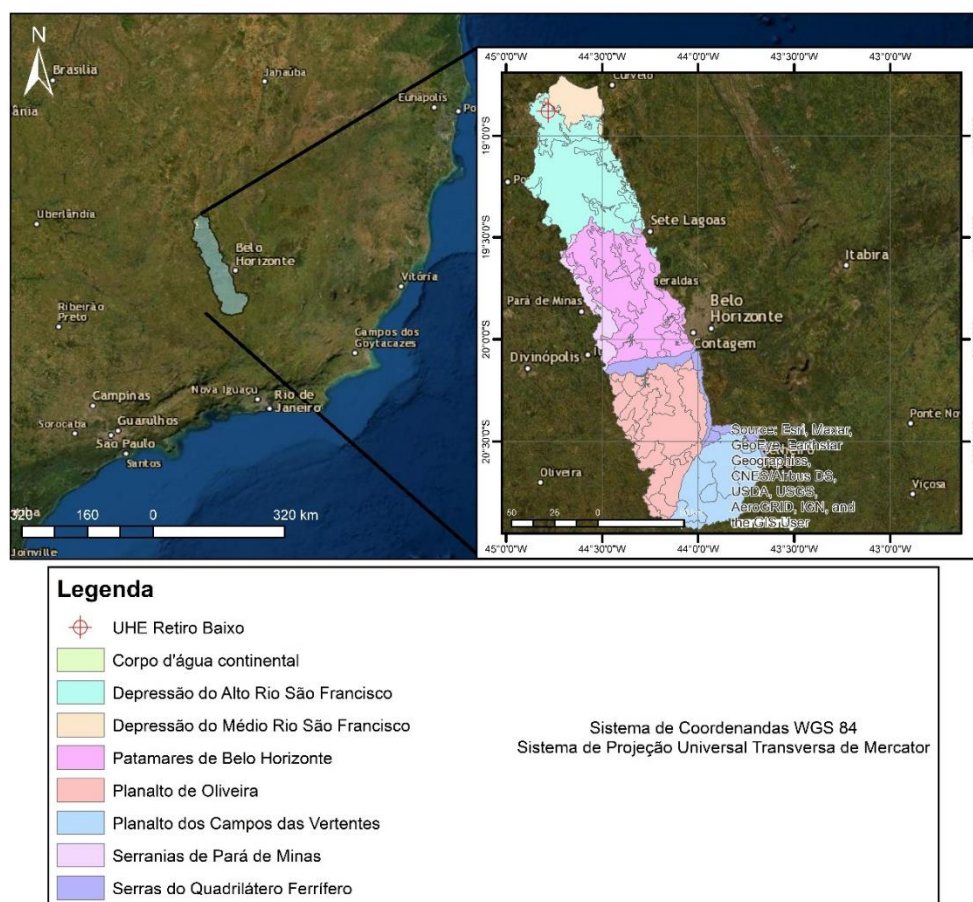 N
Brasilia
Janaúba
ânia
Eunapolis
Po
Uberlândia
Belo
Horizonte
Vitória
Ribeirão
Preto
Campos dos
Goytacazes
Nova Iguaçu
Rio de
Janeiro
Campinas
Sorocaba
Guarulhos
São Paulo
Santos
Joinville
320 160 0 320 km
45°0'0"W 44°30'0"W 44°0'0"W 43°30'0"W 43°0'0"W
19°0'0"S
19°30'0"S
20°0'0"S
20°30'0"S
45°0'0"W 44°30'0"W 44°0'0"W 43°30'0"W 43°0'0"W
Curvelo
Po
Sete Lagoas
Itabira
neraldas
Pará de Minas
Belo
Horizonte
Contagem
Divinópolis
Ponte No
Oliveira
Viçosa
Source: Esri, Maxar,
GeoEye, Earthstar
Geographics,
CNES/Airbus DS,
USDA, USGS,
AeroGRID, IGN, and
the GIS User
50 25 0
Legenda
UHE Retiro Baixo
Corpo d'água continental
Depressão do Alto Rio São Francisco
Depressão do Médio Rio São Francisco
Patamares de Belo Horizonte
Planalto de Oliveira
Planalto dos Campos das Vertentes
Serranias de Pará de Minas
Serras do Quadrilátero Ferrífero
Sistema de Coordenandas WGS 84
Sistema de Projeção Universal Transversa de Mercator